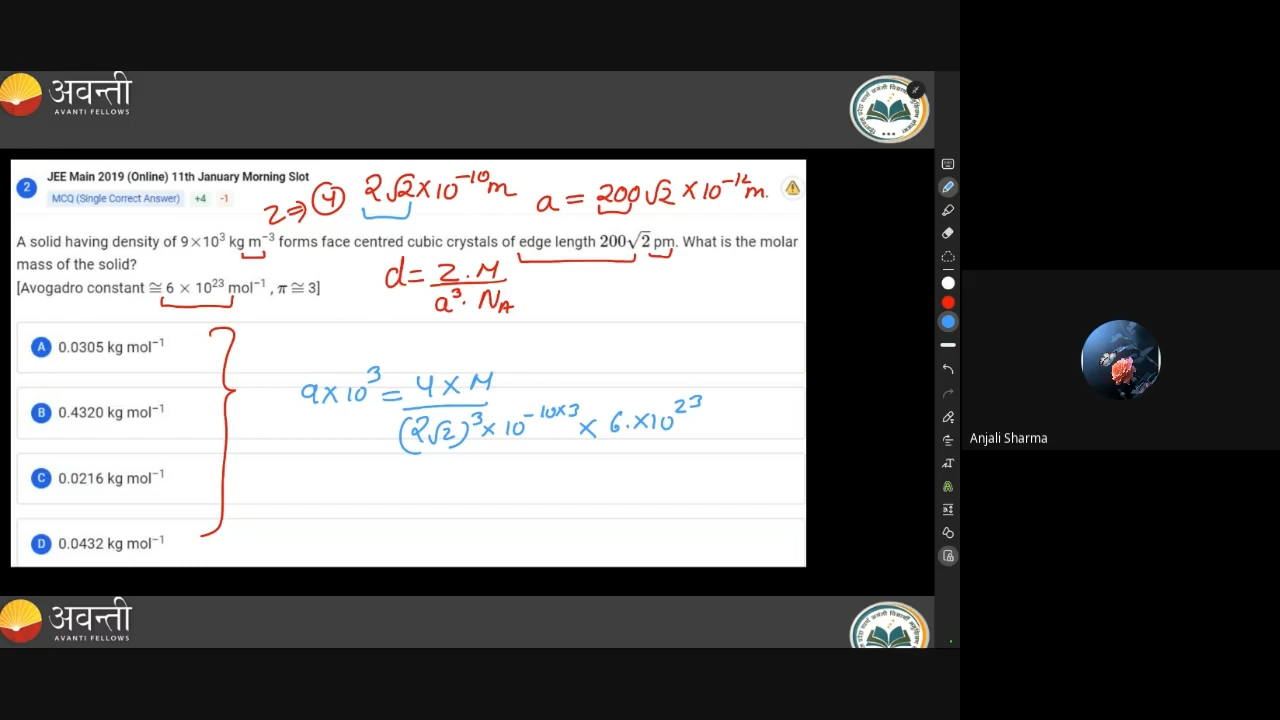 अवन्ती
AVANTI FELLOWS
2
JEE Main 2019 (Online) 11th January Morning Slot
MCQ (Single Correct Answer) +4 -1
Z ⇒ 4 2√2 × 10⁻¹⁰ m a = 200√2 × 10⁻¹² m.
A solid having density of 9 × 10³ kg m⁻³ forms face centred cubic crystals of edge length 200√2 pm. What is the molar
mass of the solid?
[Avogadro constant ≅ 6 × 10²³ mol⁻¹, π ≅ 3]
d = Z . M / a³ . N_A
A 0.0305 kg mol⁻¹
B 0.4320 kg mol⁻¹
C 0.0216 kg mol⁻¹
D 0.0432 kg mol⁻¹
9 × 10³ = 4 × M / (2√2)³ × 10⁻¹⁰ˣ³ × 6. × 10²³
अवन्ती
AVANTI FELLOWS
Anjali Sharma